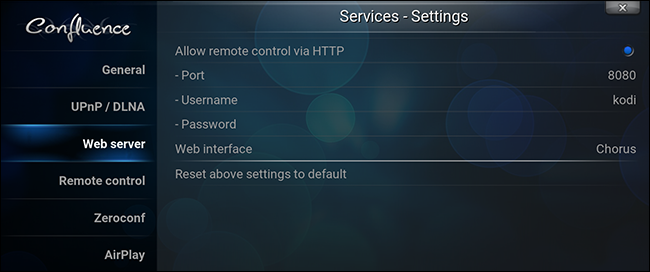 Confluence
Services - Settings
General
UPnP / DLNA
Web server
Remote control
Zeroconf
AirPlay
Allow remote control via HTTP
- Port 8080
- Username kodi
- Password
Web interface Chorus
Reset above settings to default